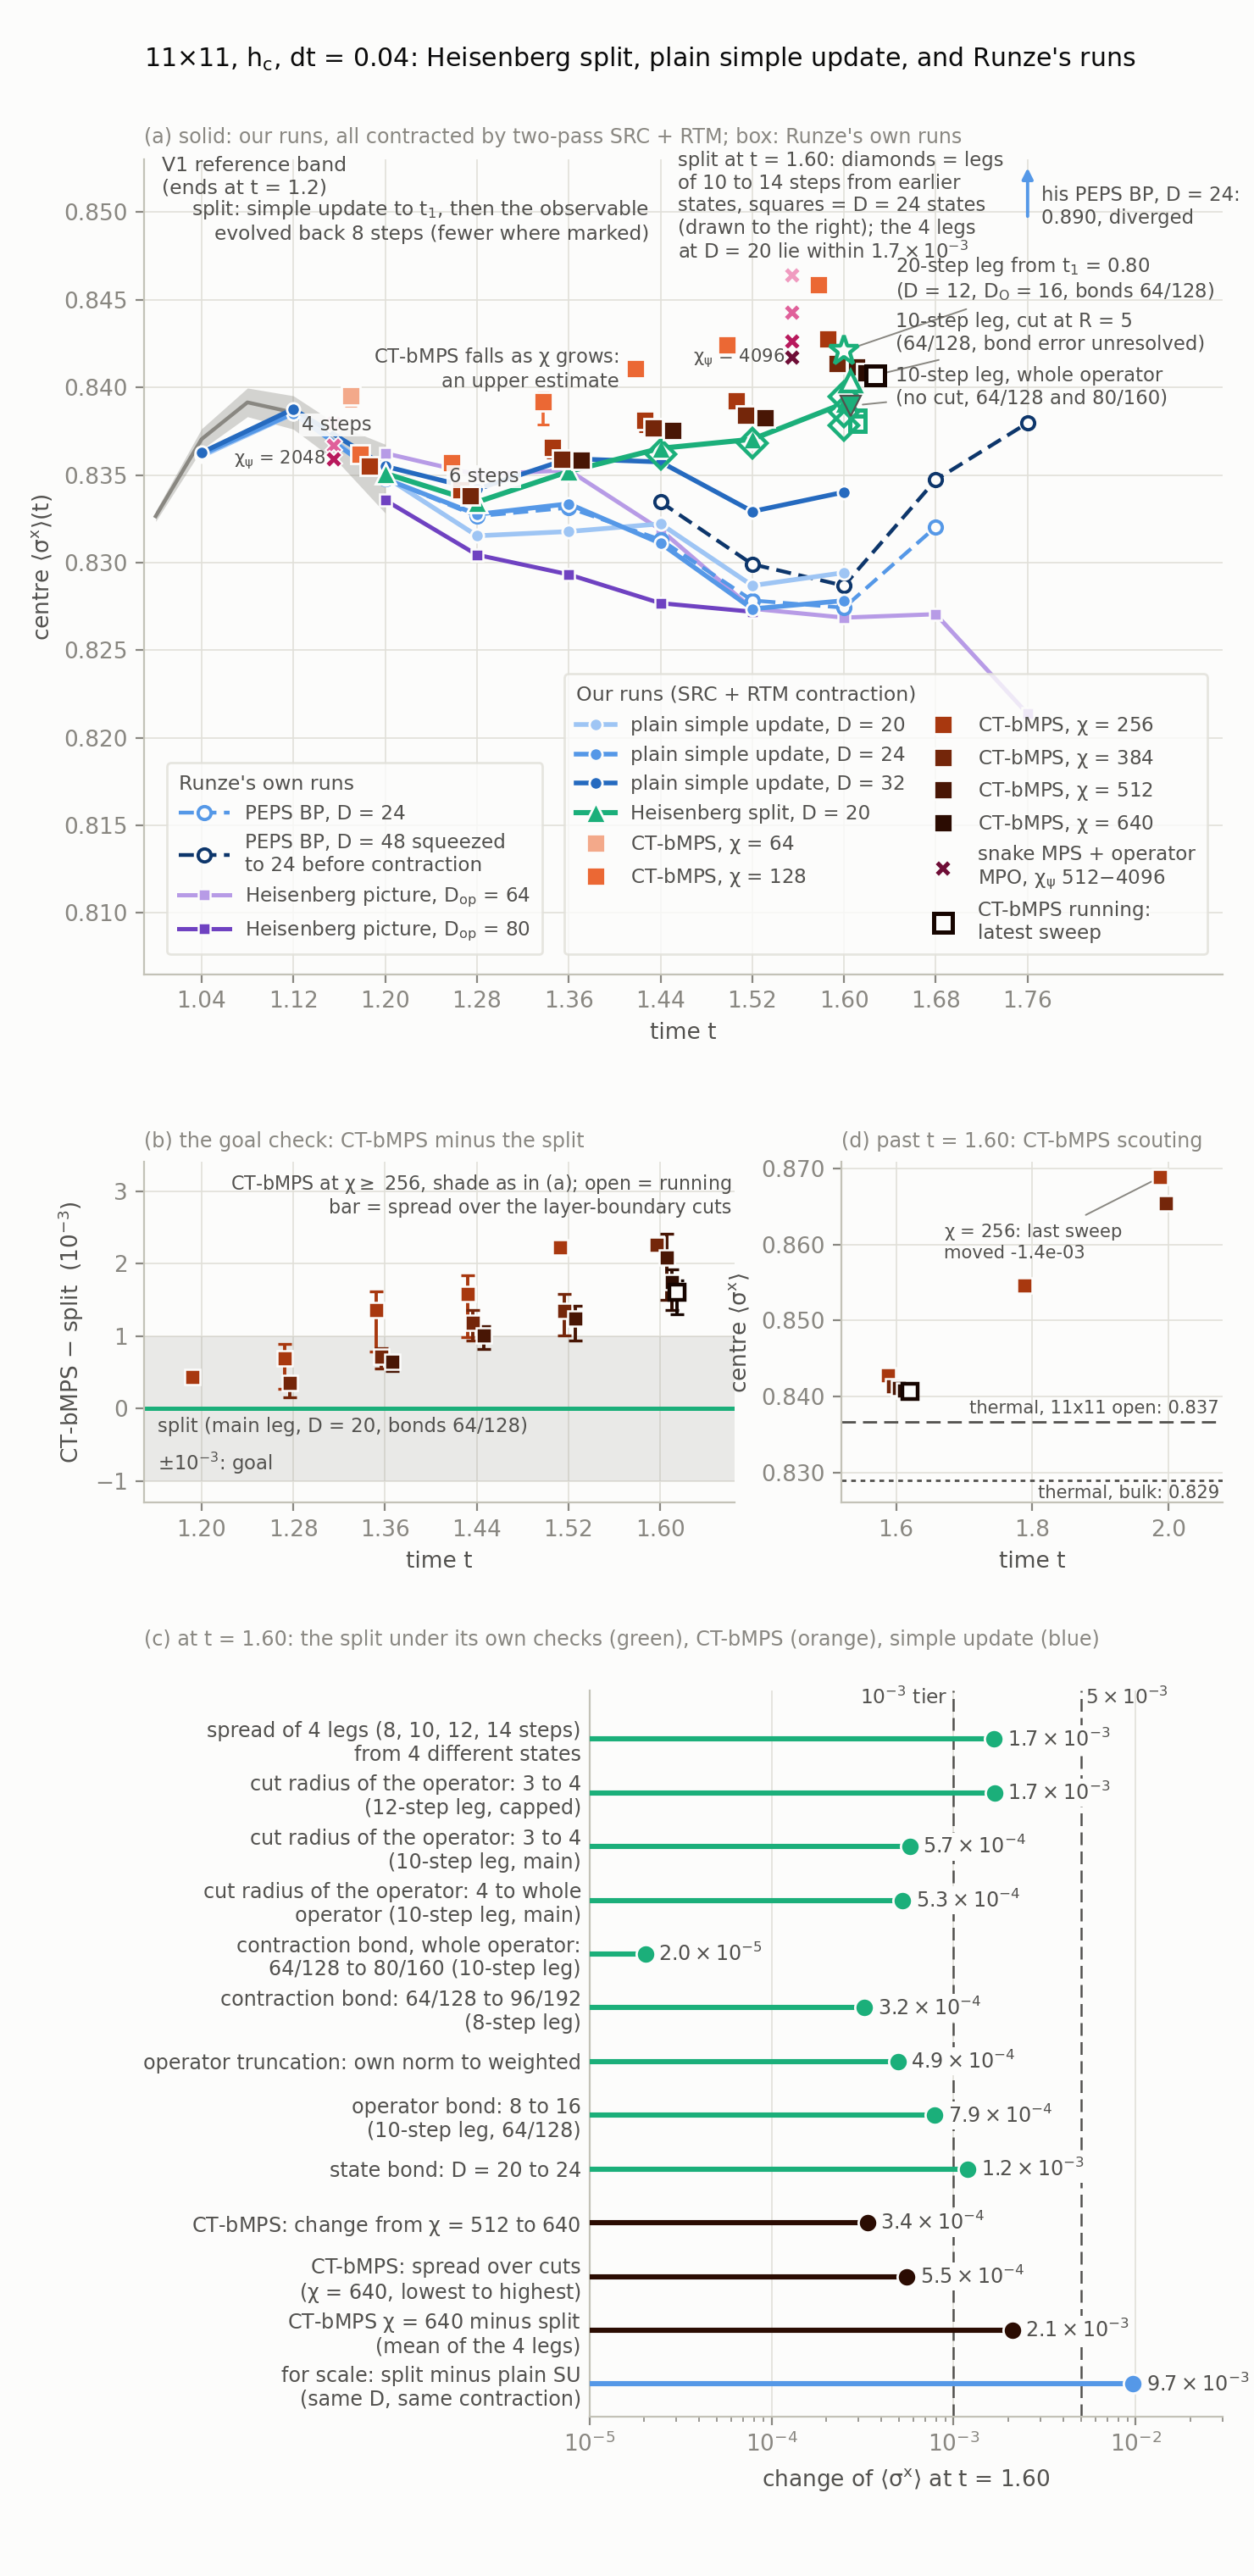 11×11, hc, dt = 0.04: Heisenberg split, plain simple update, and Runze's runs
(a) solid: our runs, all contracted by two-pass SRC + RTM; box: Runze's own runs
V1 reference band
(ends at t = 1.2)
split: simple update to t₁, then the observable
evolved back 8 steps (fewer where marked)
split at t = 1.60: diamonds = legs
of 10 to 14 steps from earlier
states, squares = D = 24 states
(drawn to the right); the 4 legs
at D = 20 lie within 1.7 × 10⁻³
his PEPS BP, D = 24:
0.890, diverged
20-step leg from t₁ = 0.80
(D = 12, D_O = 16, bonds 64/128)
10-step leg, cut at R = 5
(64/128, bond error unresolved)
10-step leg, whole operator
(no cut, 64/128 and 80/160)
CT-bMPS falls as χ grows:
an upper estimate
χψ = 4096
4 steps
χψ = 2048
6 steps
0.850
0.845
0.840
0.835
0.830
0.825
0.820
0.815
0.810
centre ⟨σˣ⟩(t)
Runze's own runs
PEPS BP, D = 24
PEPS BP, D = 48 squeezed
to 24 before contraction
Heisenberg picture, D_op = 64
Heisenberg picture, D_op = 80
Our runs (SRC + RTM contraction)
plain simple update, D = 20
plain simple update, D = 24
plain simple update, D = 32
Heisenberg split, D = 20
CT-bMPS, χ = 64
CT-bMPS, χ = 128
CT-bMPS, χ = 256
CT-bMPS, χ = 384
CT-bMPS, χ = 512
CT-bMPS, χ = 640
snake MPS + operator
MPO, χψ 512−4096
CT-bMPS running:
latest sweep
1.04 1.12 1.20 1.28 1.36 1.44 1.52 1.60 1.68 1.76
time t
(b) the goal check: CT-bMPS minus the split
CT-bMPS at χ ≥ 256, shade as in (a); open = running
bar = spread over the layer-boundary cuts
3
2
1
0
−1
CT-bMPS − split (10⁻³)
split (main leg, D = 20, bonds 64/128)
±10⁻³: goal
1.20 1.28 1.36 1.44 1.52 1.60
time t
(d) past t = 1.60: CT-bMPS scouting
0.870
0.860
0.850
0.840
0.830
centre ⟨σˣ⟩
χ = 256: last sweep
moved -1.4e-03
thermal, 11x11 open: 0.837
thermal, bulk: 0.829
1.6 1.8 2.0
time t
(c) at t = 1.60: the split under its own checks (green), CT-bMPS (orange), simple update (blue)
10⁻³ tier
5 × 10⁻³
spread of 4 legs (8, 10, 12, 14 steps)
from 4 different states
1.7 × 10⁻³
cut radius of the operator: 3 to 4
(12-step leg, capped)
1.7 × 10⁻³
cut radius of the operator: 3 to 4
(10-step leg, main)
5.7 × 10⁻⁴
cut radius of the operator: 4 to whole
operator (10-step leg, main)
5.3 × 10⁻⁴
contraction bond, whole operator:
64/128 to 80/160 (10-step leg)
2.0 × 10⁻⁵
contraction bond: 64/128 to 96/192
(8-step leg)
3.2 × 10⁻⁴
operator truncation: own norm to weighted
4.9 × 10⁻⁴
operator bond: 8 to 16
(10-step leg, 64/128)
7.9 × 10⁻⁴
state bond: D = 20 to 24
1.2 × 10⁻³
CT-bMPS: change from χ = 512 to 640
3.4 × 10⁻⁴
CT-bMPS: spread over cuts
(χ = 640, lowest to highest)
5.5 × 10⁻⁴
CT-bMPS χ = 640 minus split
(mean of the 4 legs)
2.1 × 10⁻³
for scale: split minus plain SU
(same D, same contraction)
9.7 × 10⁻³
10⁻⁵ 10⁻⁴ 10⁻³ 10⁻²
change of ⟨σˣ⟩ at t = 1.60